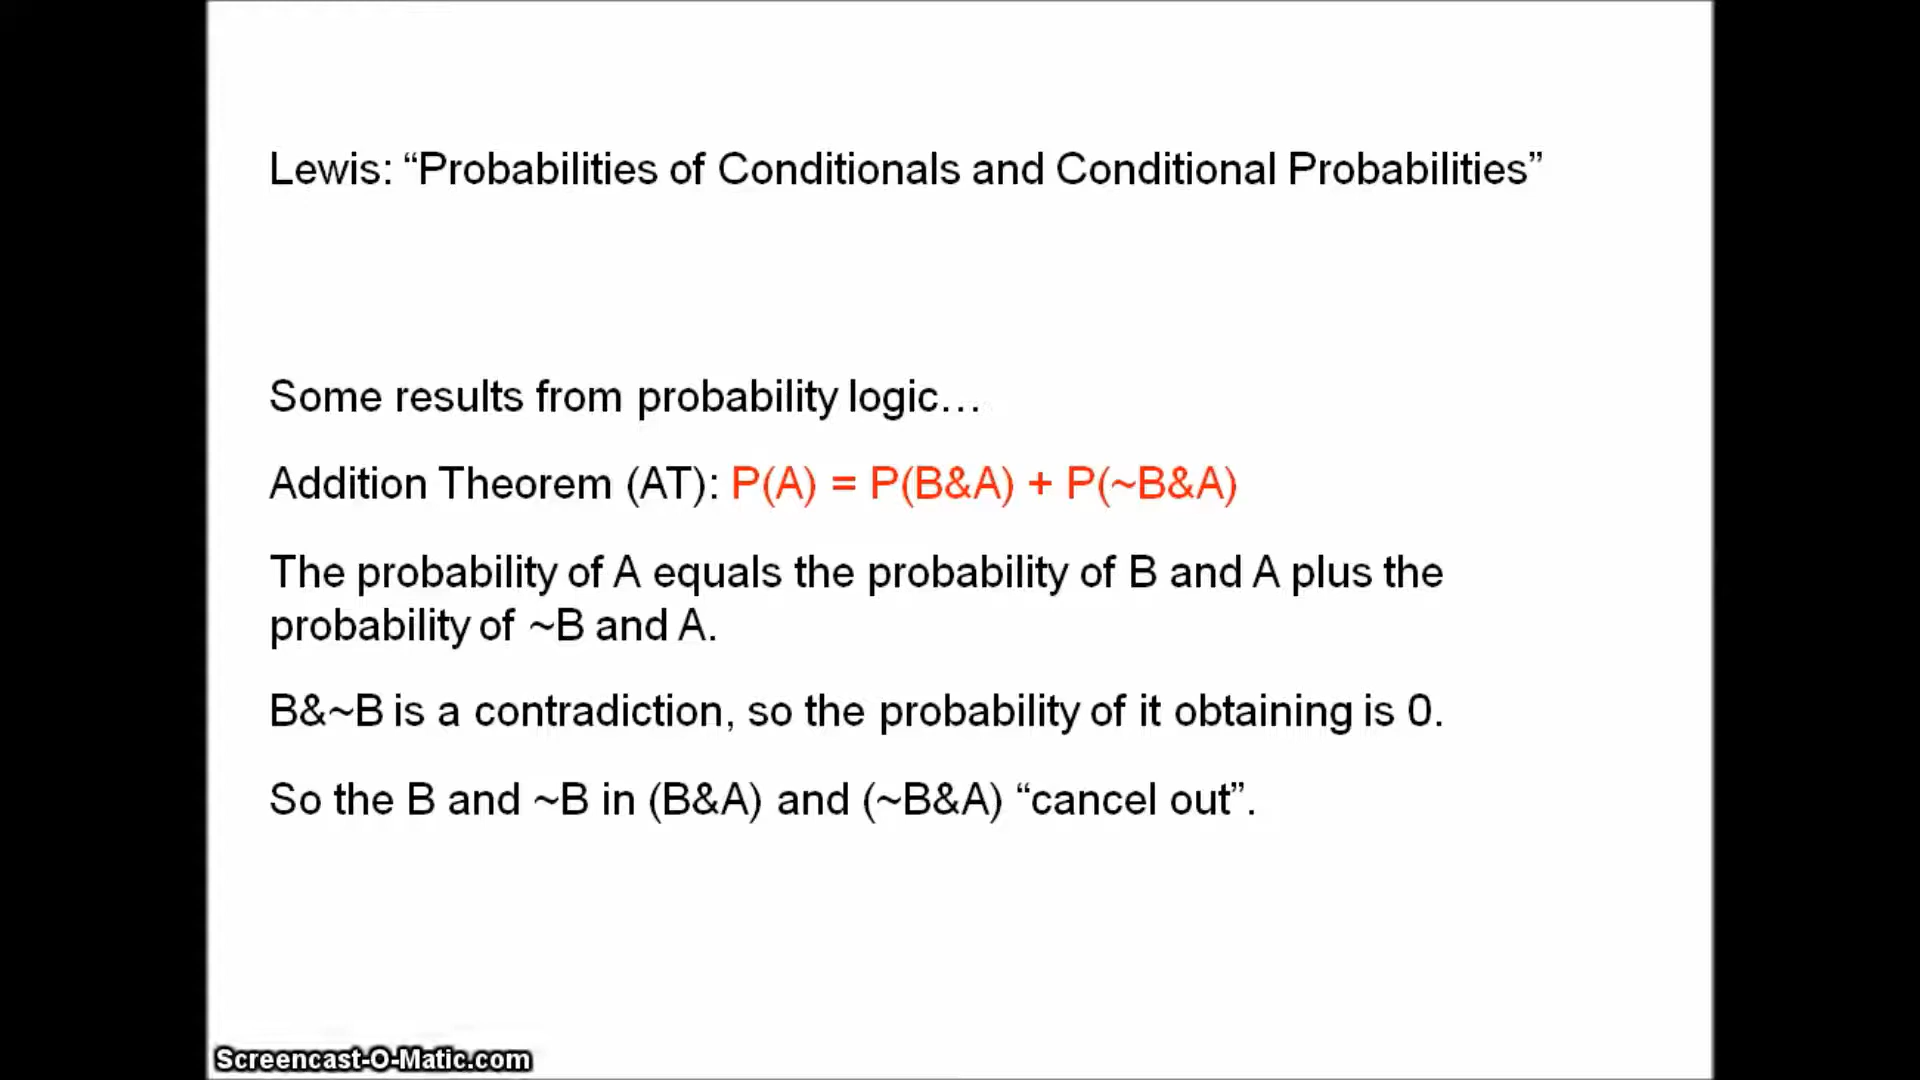 Lewis: “Probabilities of Conditionals and Conditional Probabilities”
Some results from probability logic…
Addition Theorem (AT): P(A) = P(B&A) + P(~B&A)
The probability of A equals the probability of B and A plus the
probability of ~B and A.
B&~B is a contradiction, so the probability of it obtaining is 0.
So the B and ~B in (B&A) and (~B&A) “cancel out”.
Screencast-O-Matic.com